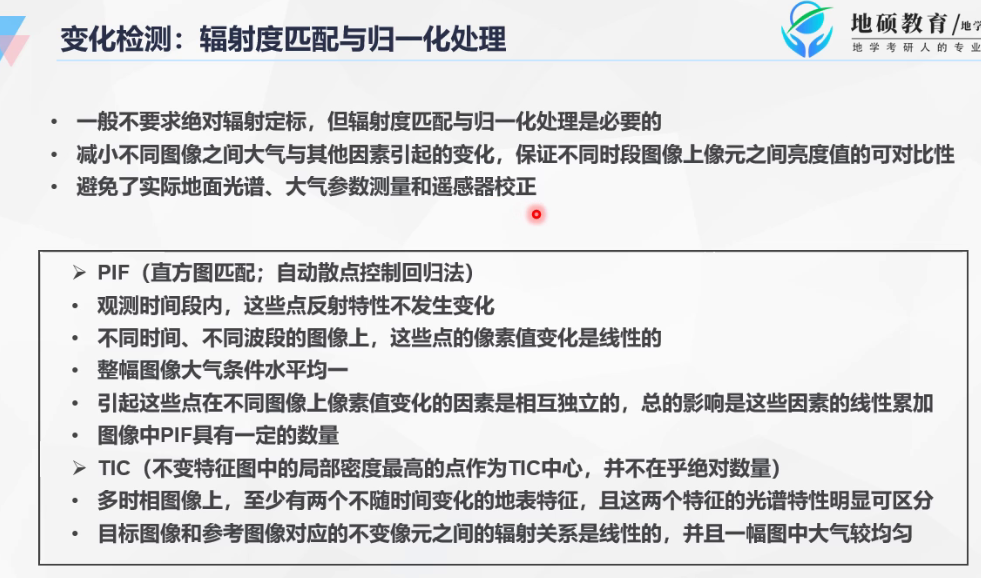 变化检测：辐射度匹配与归一化处理
地硕教育/地学
地学考研人的专业
• 一般不要求绝对辐射定标，但辐射度匹配与归一化处理是必要的
• 减小不同图像之间大气与其他因素引起的变化，保证不同时段图像上像元之间亮度值的可对比性
• 避免了实际地面光谱、大气参数测量和遥感器校正
➢ PIF（直方图匹配；自动散点控制回归法）
• 观测时间段内，这些点反射特性不发生变化
• 不同时间、不同波段的图像上，这些点的像素值变化是线性的
• 整幅图像大气条件水平均一
• 引起这些点在不同图像上像素值变化的因素是相互独立的，总的影响是这些因素的线性累加
• 图像中PIF具有一定的数量
➢ TIC（不变特征图中的局部密度最高的点作为TIC中心，并不在乎绝对数量）
• 多时相图像上，至少有两个不随时间变化的地表特征，且这两个特征的光谱特性明显可区分
• 目标图像和参考图像对应的不变像元之间的辐射关系是线性的，并且一幅图中大气较均匀